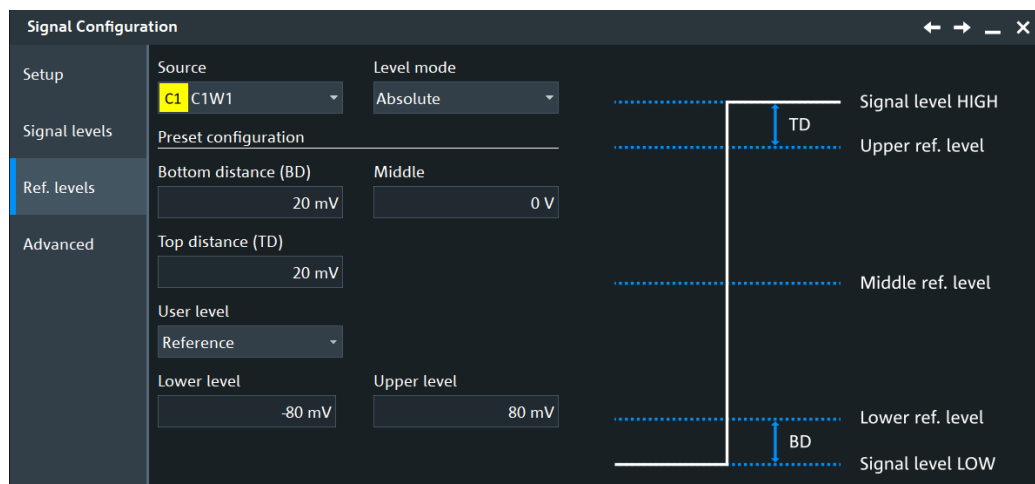 Signal Configuration
Setup
Signal levels
Ref. levels
Advanced
Source
Level mode
C1 C1W1
Absolute
Preset configuration
Bottom distance (BD)
Middle
20 mV
0 V
Top distance (TD)
20 mV
User level
Reference
Lower level
Upper level
-80 mV
80 mV
Signal level HIGH
TD
Upper ref. level
Middle ref. level
Lower ref. level
BD
Signal level LOW